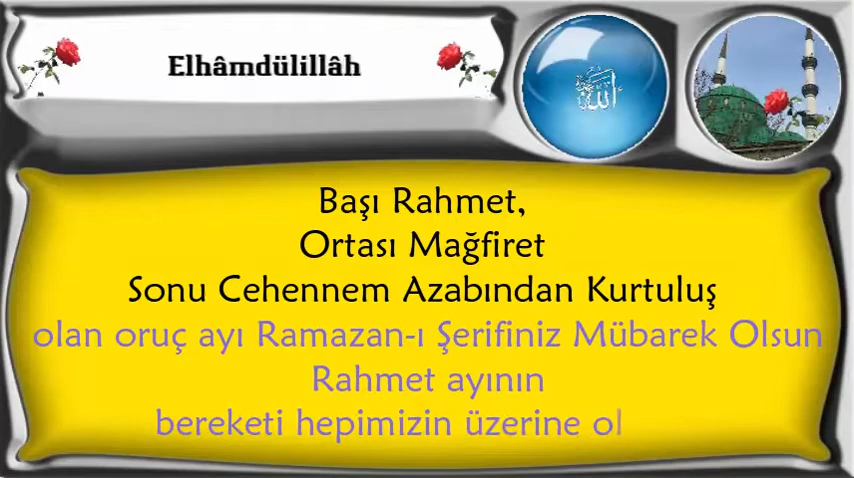 Elhâmdülillâh
الله
Başı Rahmet,
Ortası Mağfiret
Sonu Cehennem Azabından Kurtuluş
olan oruç ayı Ramazan-ı Şerifiniz Mübarek Olsun
Rahmet ayının
bereketi hepimizin üzerine ol